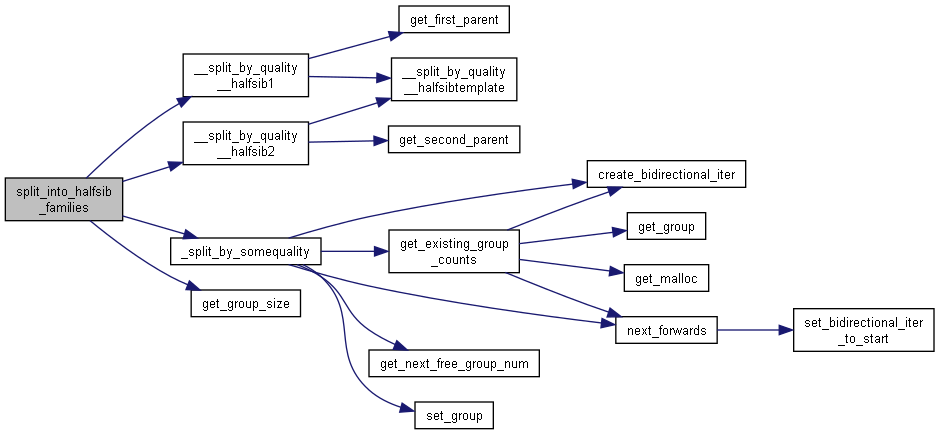 get_first_parent
__split_by_quality
__halfsib1
__split_by_quality
__halfsibtemplate
__split_by_quality
__halfsib2
get_second_parent
create_bidirectional_iter
split_into_halfsib
_families
get_group
_split_by_somequality
get_existing_group
_counts
get_malloc
get_group_size
next_forwards
set_bidirectional_iter
_to_start
get_next_free_group_num
set_group